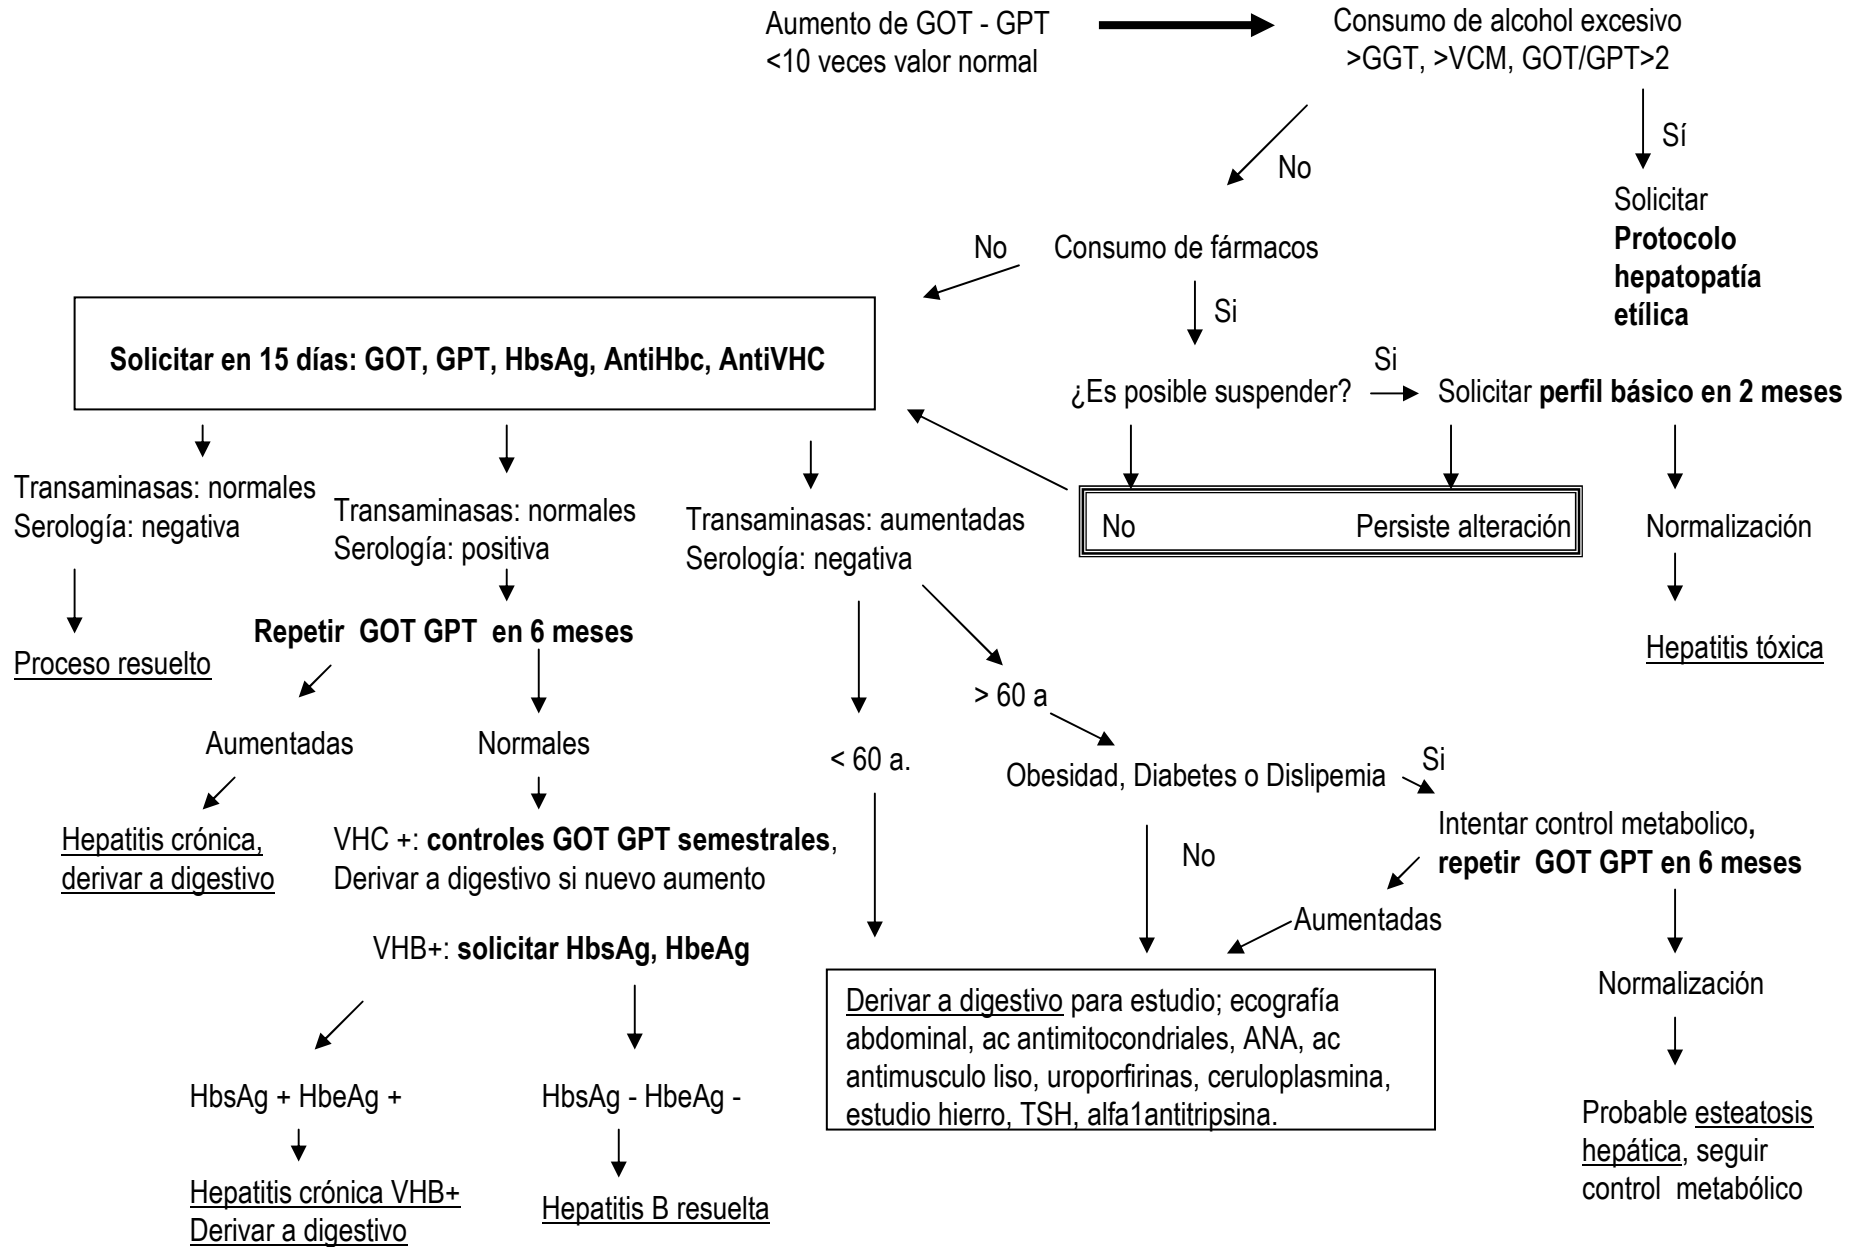 Aumento de GOT - GPT
<10 veces valor normal
Consumo de alcohol excesivo
>GGT, >VCM, GOT/GPT>2
Sí
No
Solicitar
Protocolo
hepatopatía
etílica
No
Consumo de fármacos
Si
Solicitar en 15 días: GOT, GPT, HbsAg, AntiHbc, AntiVHC
¿Es posible suspender?
Si
Solicitar perfil básico en 2 meses
Transaminasas: normales
Serología: negativa
Transaminasas: normales
Serología: positiva
Transaminasas: aumentadas
Serología: negativa
No
Persiste alteración
Normalización
Proceso resuelto
Repetir GOT GPT en 6 meses
Hepatitis tóxica
> 60 a
Aumentadas
Normales
< 60 a.
Obesidad, Diabetes o Dislipemia
Si
Hepatitis crónica,
derivar a digestivo
VHC +: controles GOT GPT semestrales,
Derivar a digestivo si nuevo aumento
No
Intentar control metabolico,
repetir GOT GPT en 6 meses
Aumentadas
VHB+: solicitar HbsAg, HbeAg
Normalización
Derivar a digestivo para estudio; ecografía
abdominal, ac antimitocondriales, ANA, ac
antimusculo liso, uroporfirinas, ceruloplasmina,
estudio hierro, TSH, alfa1antitripsina.
HbsAg + HbeAg +
HbsAg - HbeAg -
Probable esteatosis
hepática, seguir
control metabólico
Hepatitis crónica VHB+
Derivar a digestivo
Hepatitis B resuelta